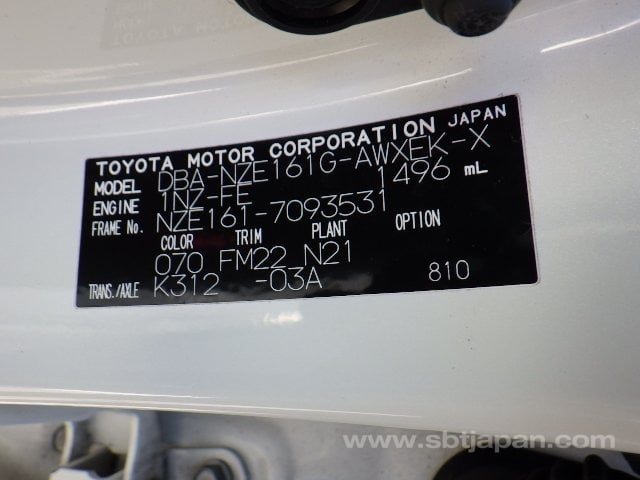 TOYOTA MOTOR CORPORATION JAPAN
MODEL DBA-NZE161G-AWXEK-X
ENGINE 1NZ-FE 1496 mL
FRAME No. NZE161-7093531
COLOR TRIM PLANT OPTION
070 FM22 N21
TRANS./AXLE K312 -03A 810
www.sbtjapan.com